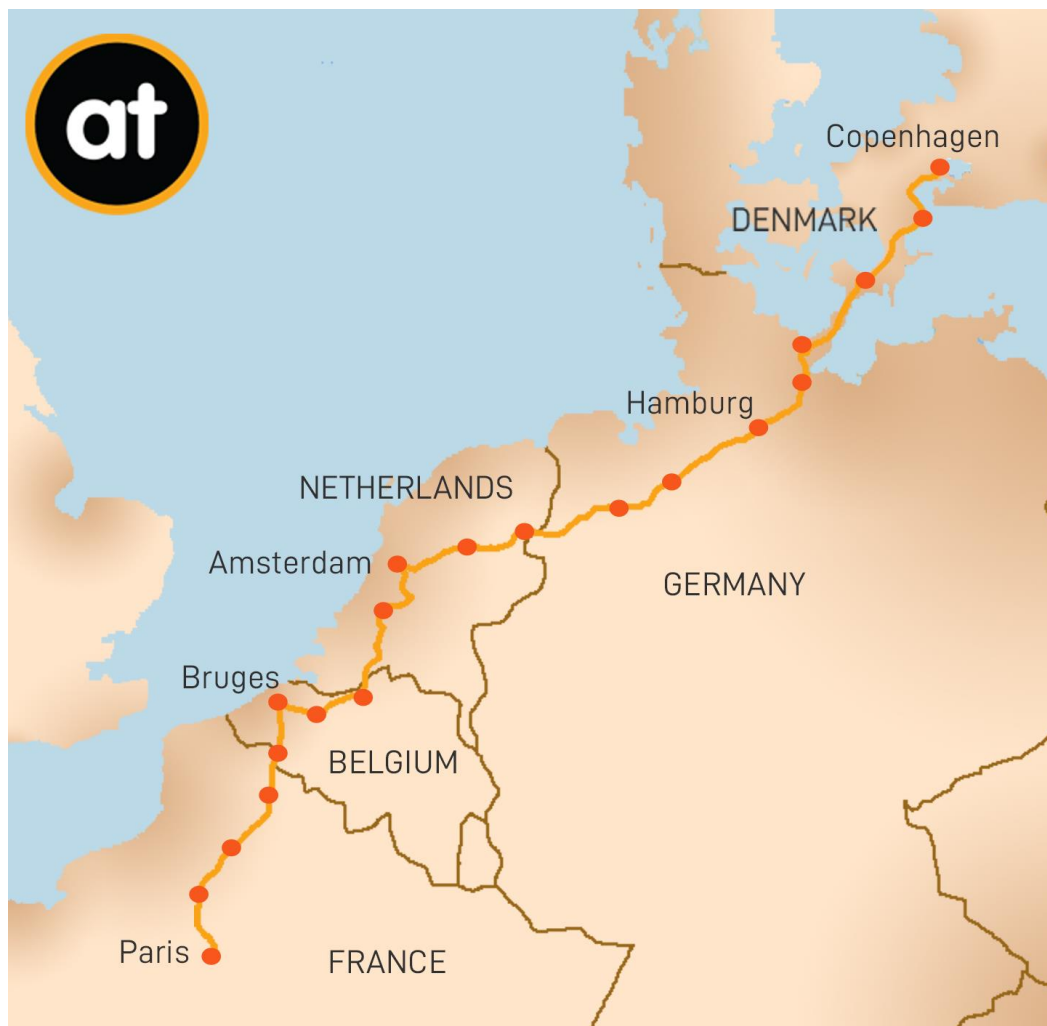 at
Copenhagen
DENMARK
Hamburg
NETHERLANDS
Amsterdam
GERMANY
Bruges
BELGIUM
Paris
FRANCE